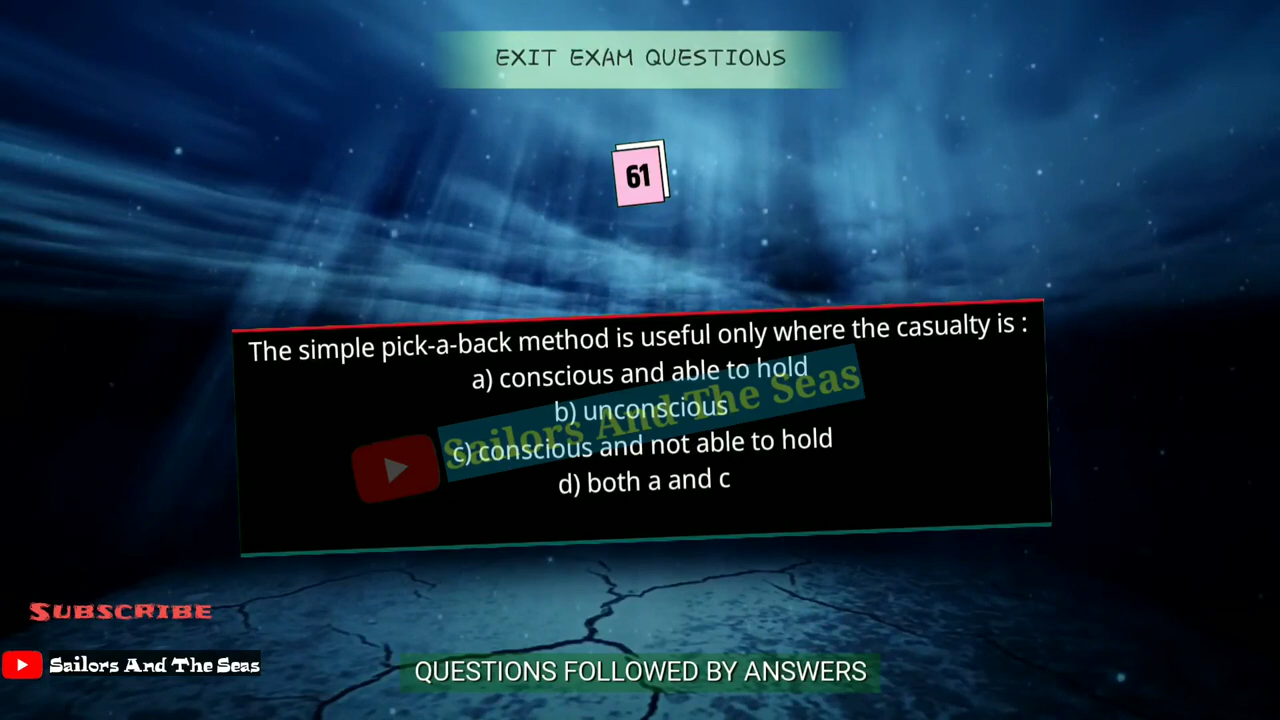 EXIT EXAM QUESTIONS
61
The simple pick-a-back method is useful only where the casualty is :
a) conscious and able to hold
b) unconscious
c) conscious and not able to hold
d) both a and c
Sailors And The Seas
SUBSCRIBE
Sailors And The Seas
QUESTIONS FOLLOWED BY ANSWERS